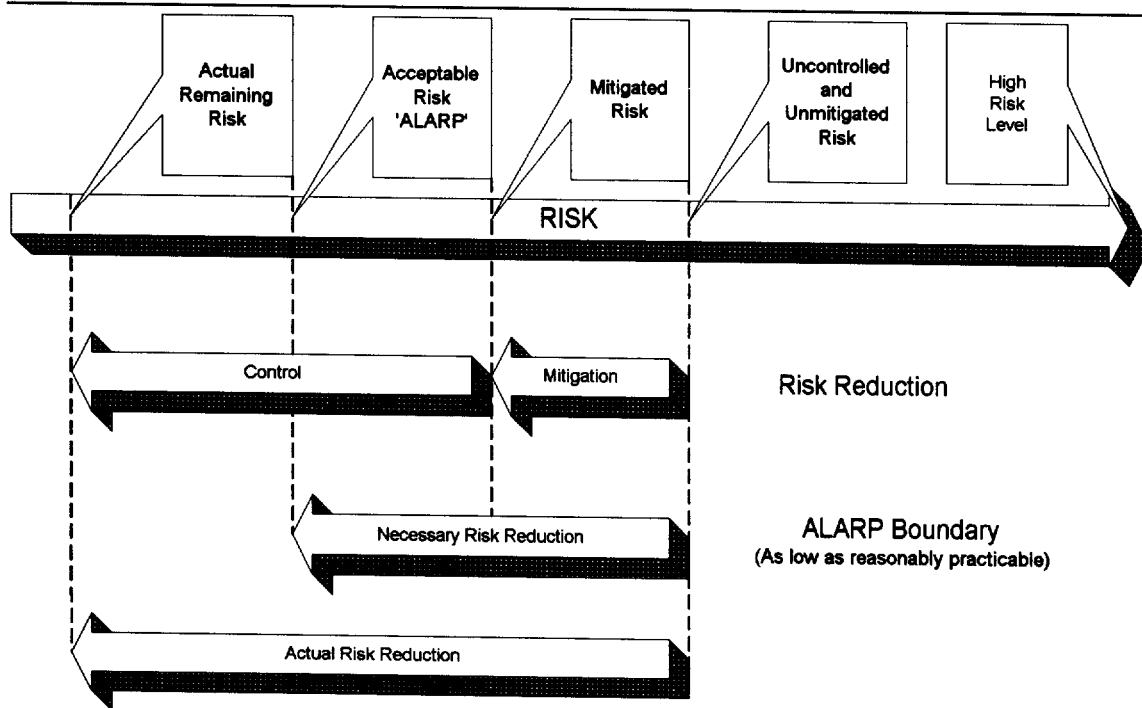 Actual
Remaining
Risk
Acceptable
Risk
'ALARP'
Mitigated
Risk
Uncontrolled
and
Unmitigated
Risk
High
Risk
Level
RISK
Control
Mitigation
Risk Reduction
Necessary Risk Reduction
ALARP Boundary
(As low as reasonably practicable)
Actual Risk Reduction